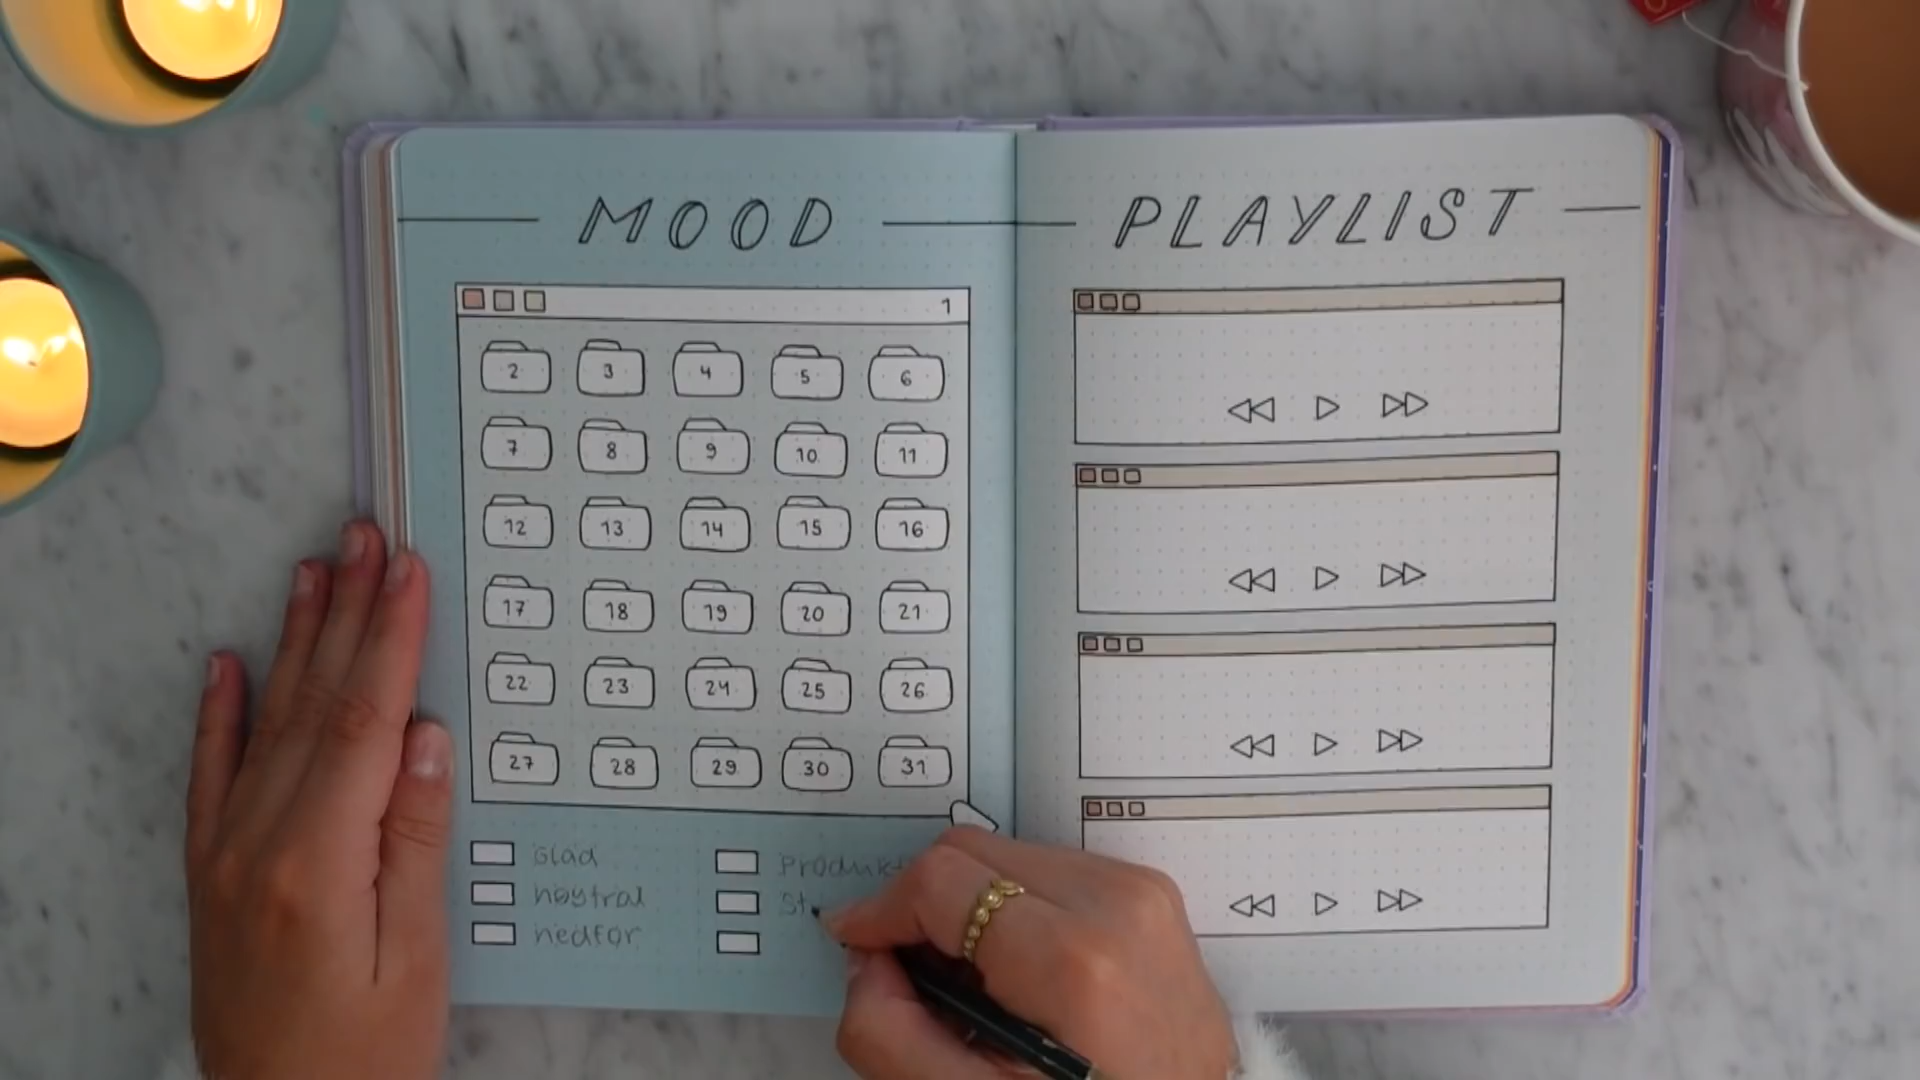 MOOD
PLAYLIST
1
2 3 4 5 6
7 8 9 10 11
12 13 14 15 16
17 18 19 20 21
22 23 24 25 26
27 28 29 30 31
Glad
nøytral
nedfor
Produkt
St